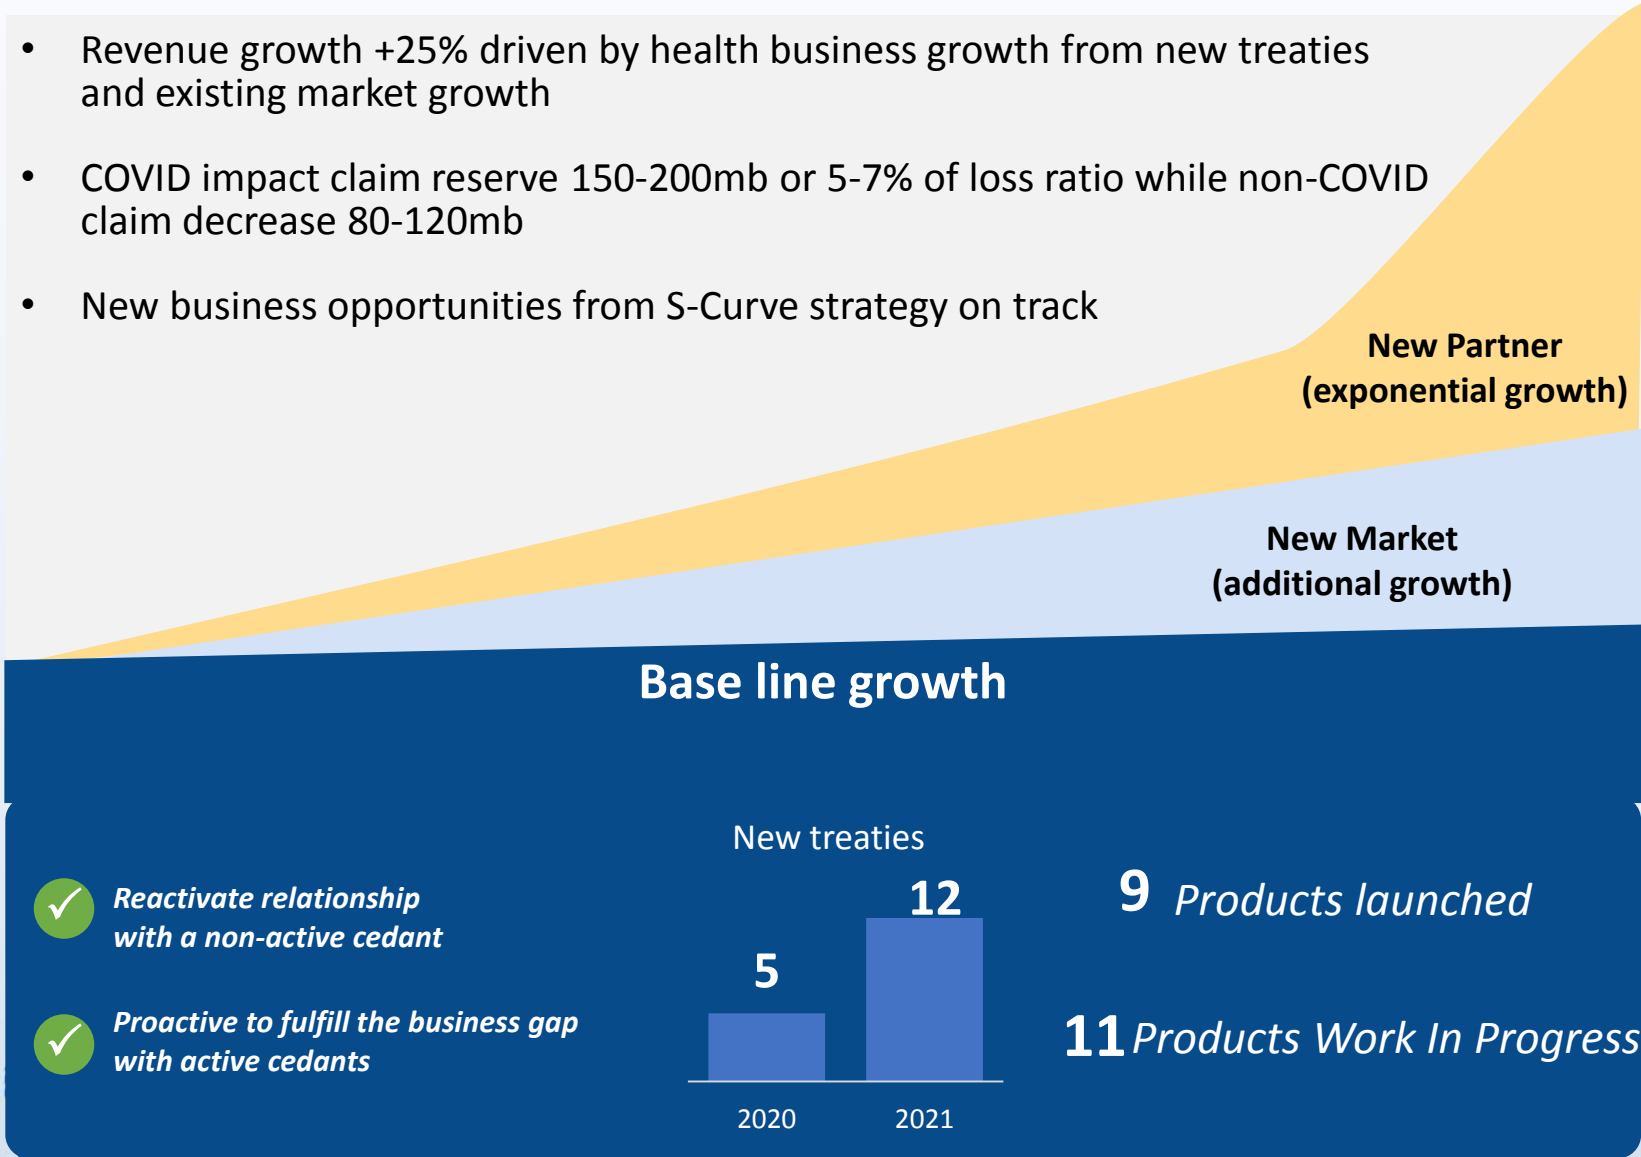 • Revenue growth +25% driven by health business growth from new treaties
and existing market growth
• COVID impact claim reserve 150-200mb or 5-7% of loss ratio while non-COVID
claim decrease 80-120mb
• New business opportunities from S-Curve strategy on track
New Partner
(exponential growth)
New Market
(additional growth)
Base line growth
Reactivate relationship
with a non-active cedant
Proactive to fulfill the business gap
with active cedants
New treaties
5
12
2020
2021
9 Products launched
11 Products Work In Progress